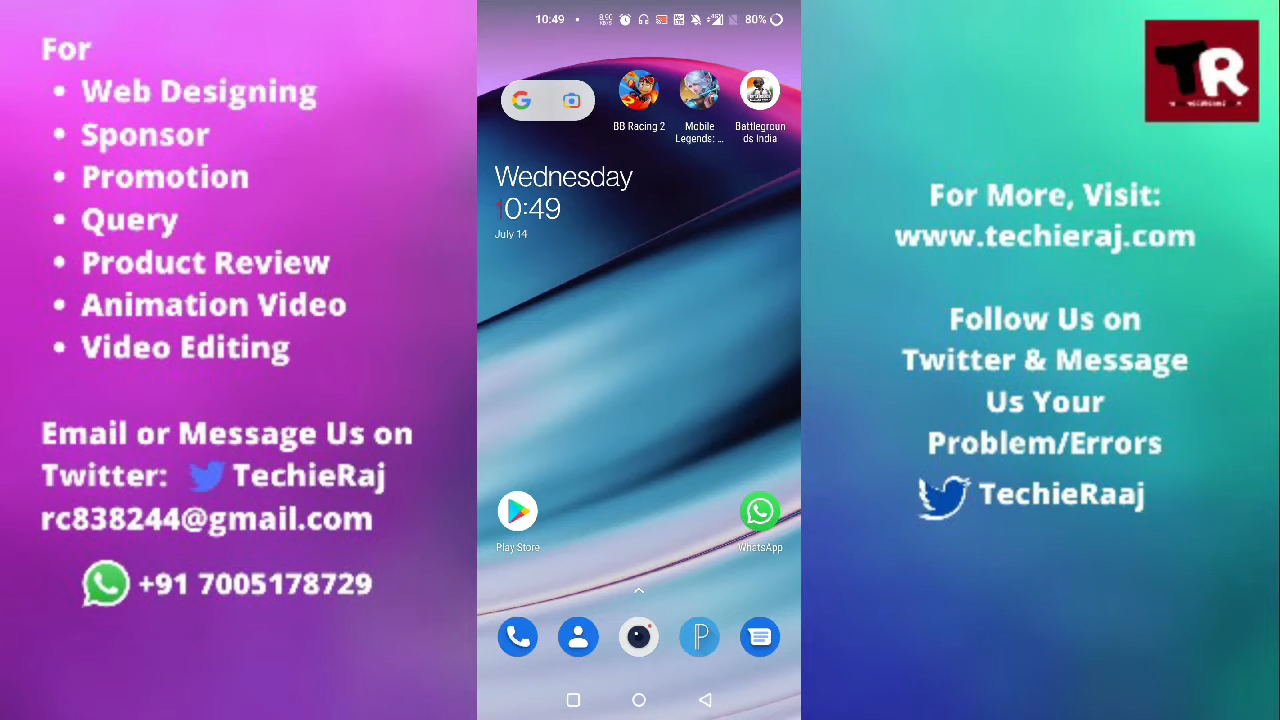 For
• Web Designing
• Sponsor
• Promotion
• Query
• Product Review
• Animation Video
• Video Editing
Email or Message Us on
Twitter: TechieRaj
rc838244@gmail.com
+91 7005178729
10:49
80%
BB Racing 2
Mobile
Legends: ...
Battlegroun
ds India
Wednesday
10:49
July 14
Play Store
WhatsApp
TR
For More, Visit:
www.techieraj.com
Follow Us on
Twitter & Message
Us Your
Problem/Errors
TechieRaaj